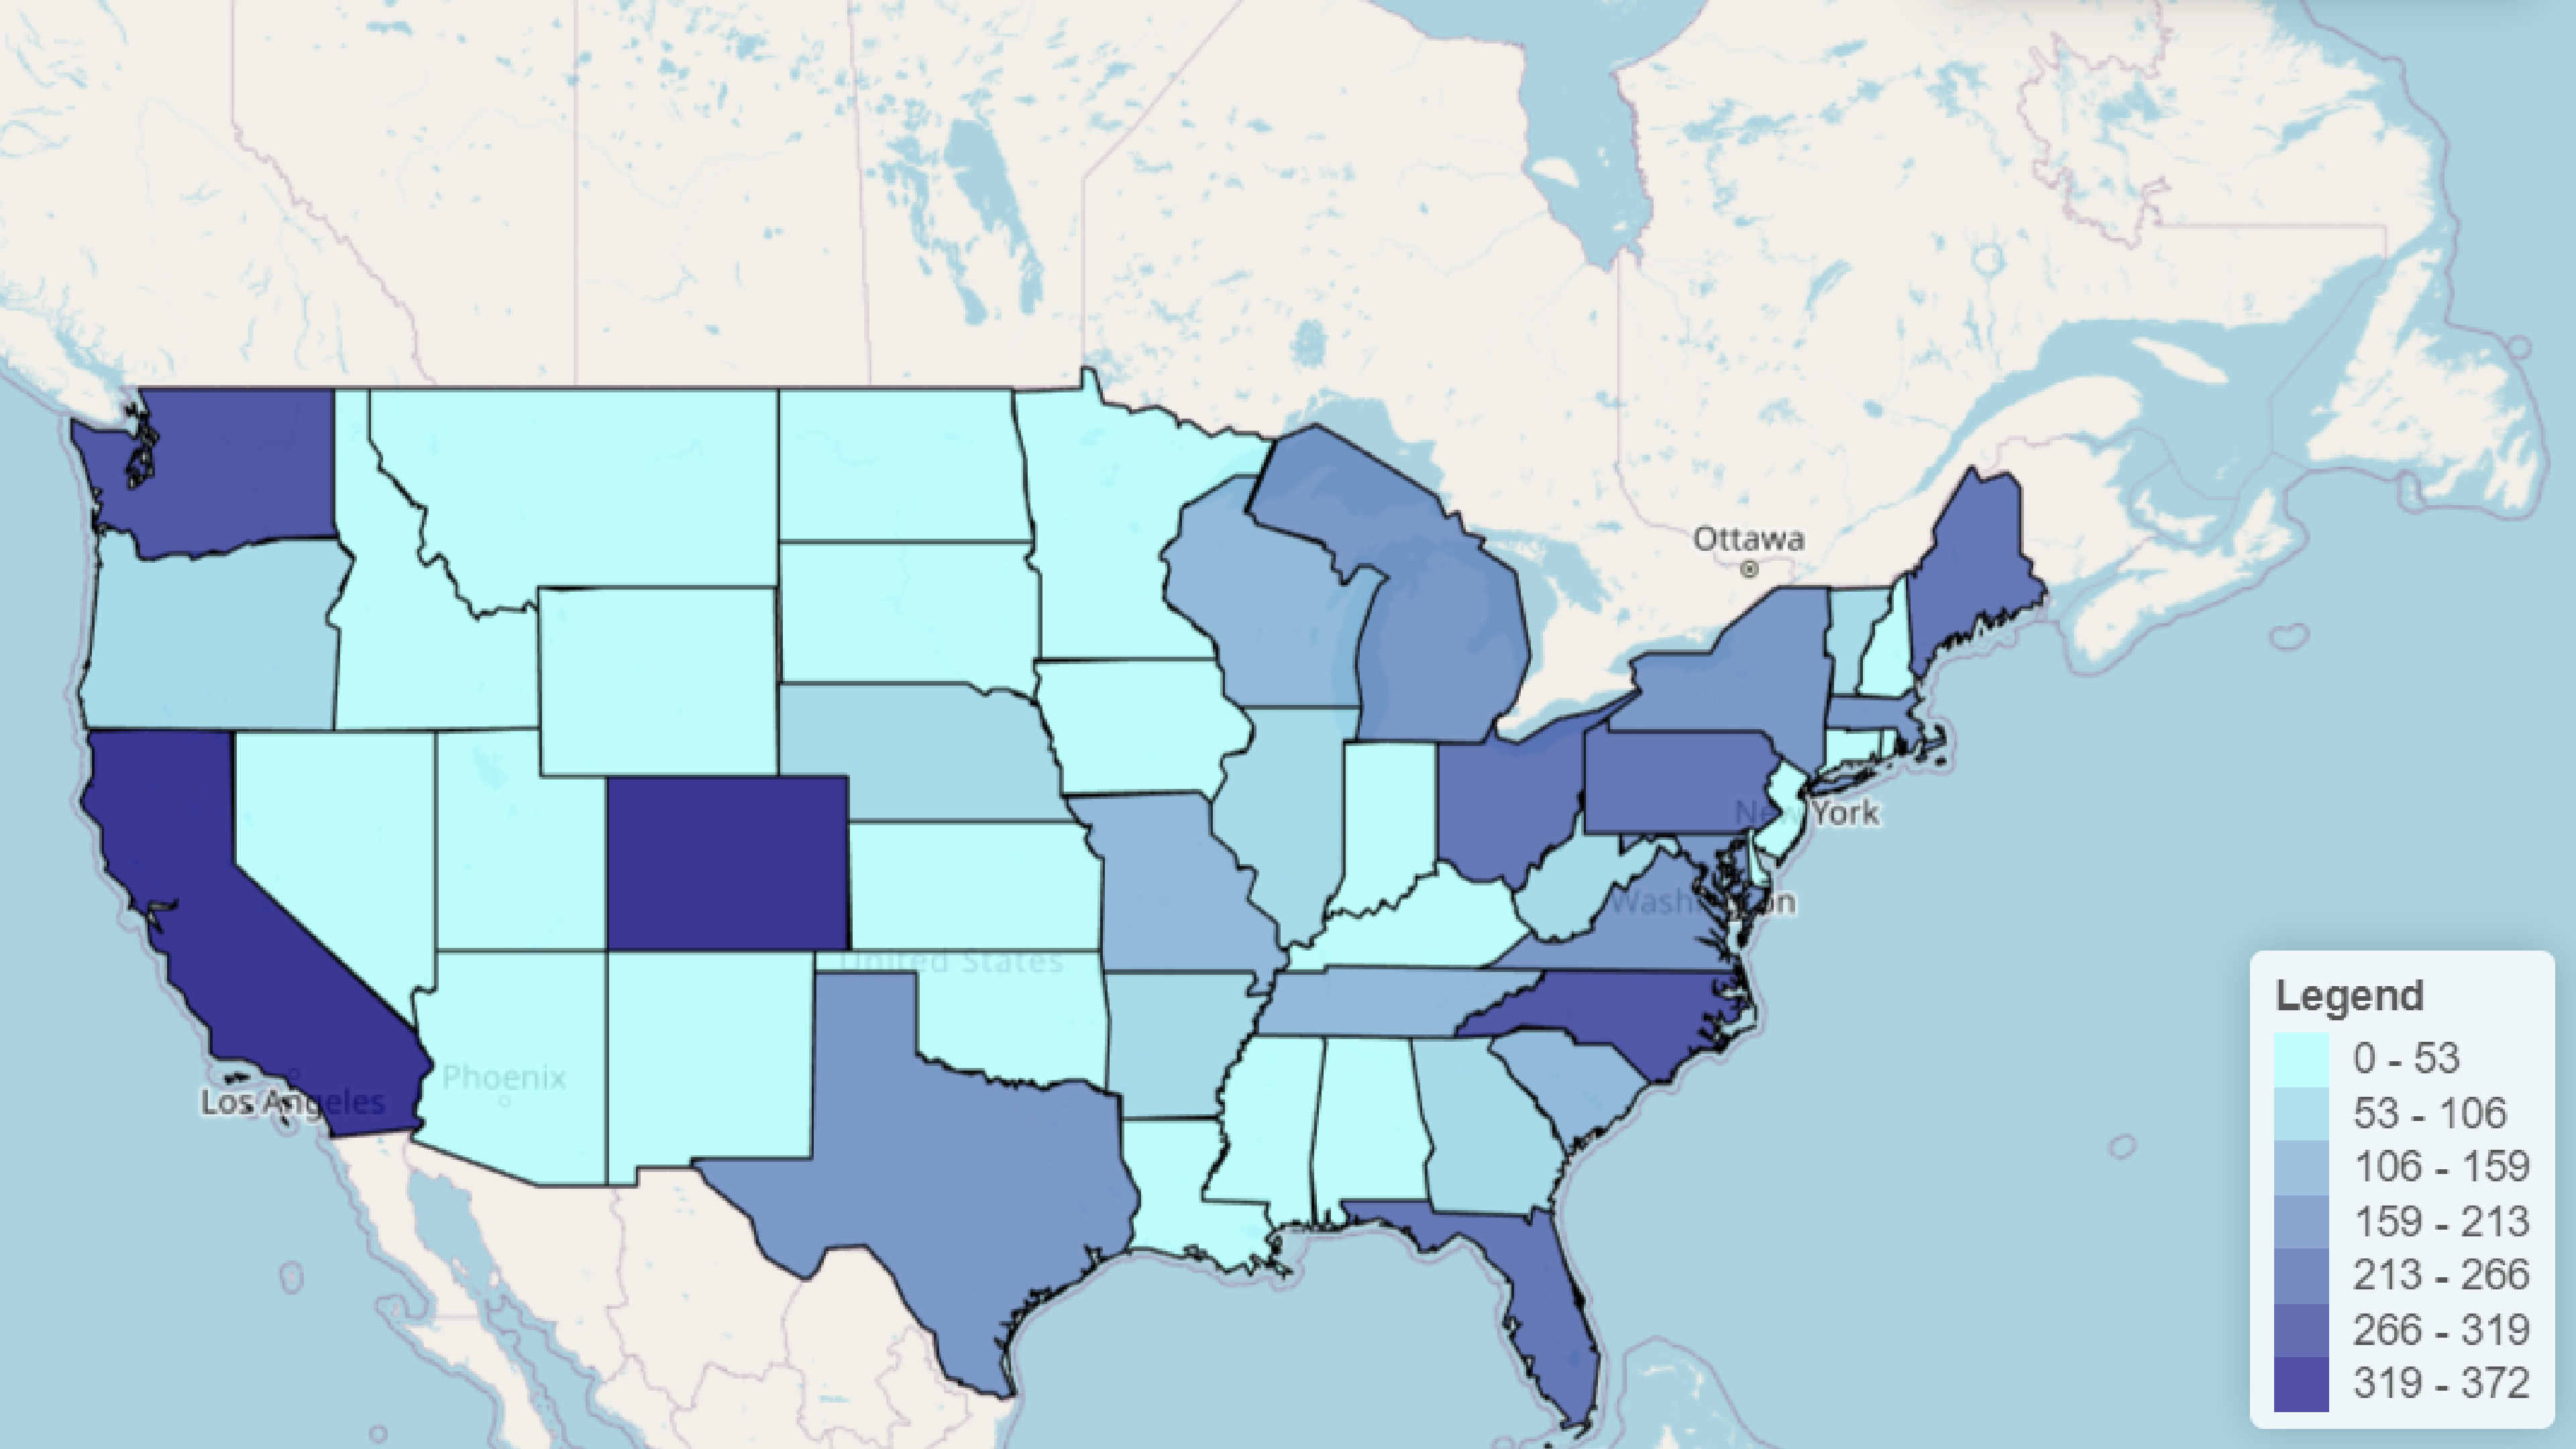 Ottawa
New York
Washington
United States
Phoenix
Los Angeles
Legend
0 - 53
53 - 106
106 - 159
159 - 213
213 - 266
266 - 319
319 - 372